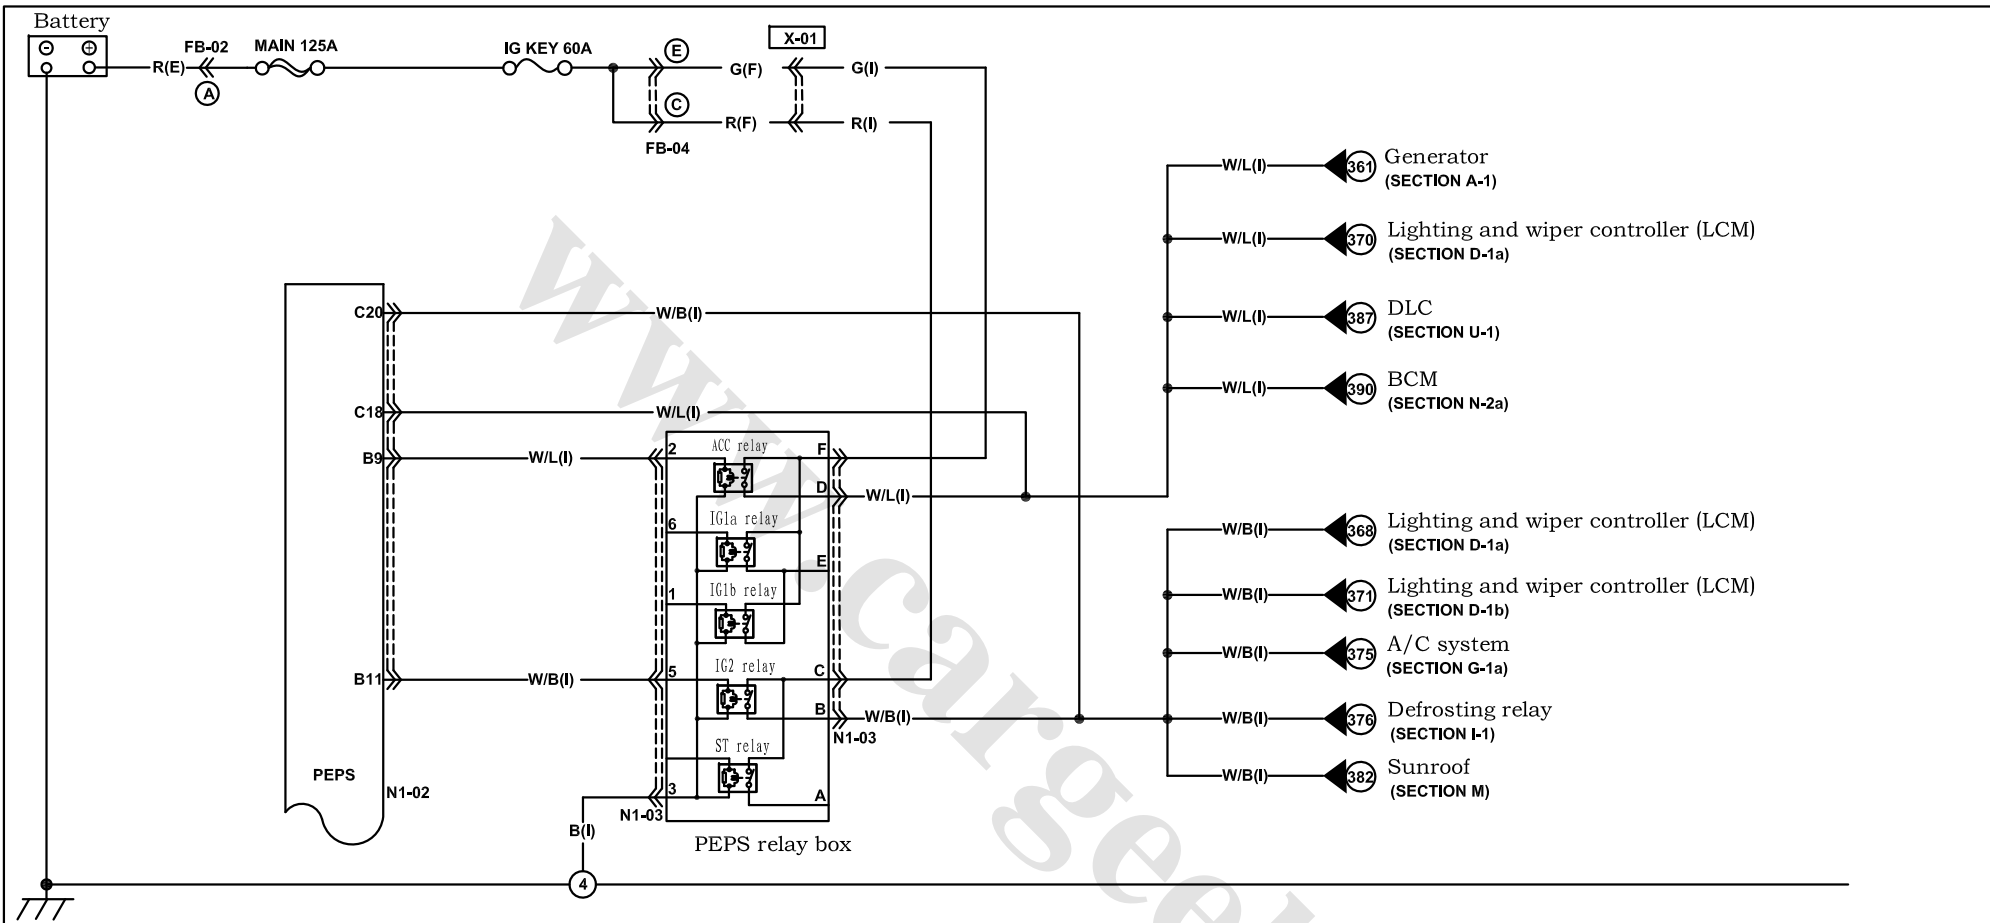 Battery
FB-02
MAIN 125A
IG KEY 60A
E
X-01
R(E)
G(F)
G(I)
A
C
R(F)
R(I)
FB-04
W/L(I)
361
Generator
(SECTION A-1)
W/L(I)
370
Lighting and wiper controller (LCM)
(SECTION D-1a)
C20
W/B(I)
W/L(I)
387
DLC
(SECTION U-1)
W/L(I)
390
BCM
(SECTION N-2a)
C18
W/L(I)
B9
W/L(I)
2
ACC relay
F
D
W/L(I)
6
IG1a relay
E
1
IG1b relay
W/B(I)
368
Lighting and wiper controller (LCM)
(SECTION D-1a)
W/B(I)
371
Lighting and wiper controller (LCM)
(SECTION D-1b)
W/B(I)
375
A/C system
(SECTION G-1a)
B11
W/B(I)
5
IG2 relay
C
B
W/B(I)
N1-03
W/B(I)
376
Defrosting relay
(SECTION I-1)
ST relay
W/B(I)
382
Sunroof
(SECTION M)
PEPS
N1-02
3
A
N1-03
B(I)
PEPS relay box
4
www.cargeek